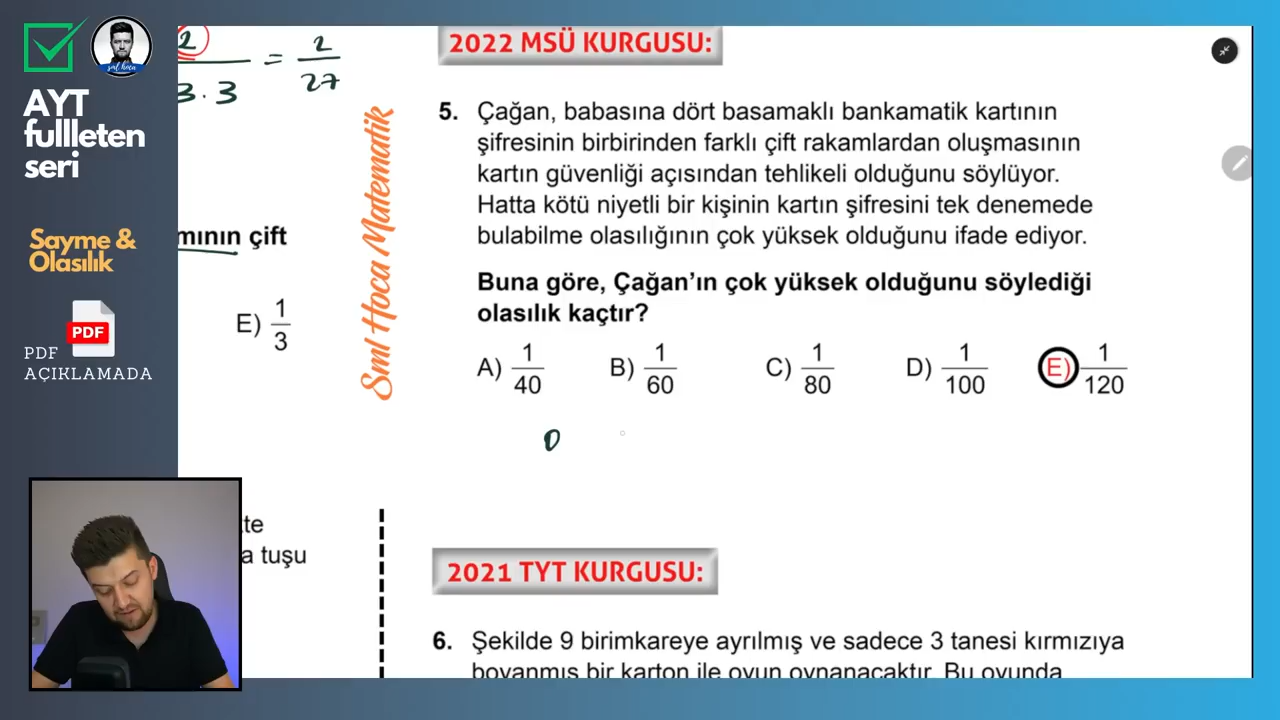 AYT
fullleten
seri
Sayme &
Olasılık
PDF
PDF
AÇIKLAMADA
sml hoca
2
3.3
= 2
27
mının çift
E) 1
3
Sml Hoca Matematik
te
a tuşu
2022 MSÜ KURGUSU:
5. Çağan, babasına dört basamaklı bankamatik kartının
şifresinin birbirinden farklı çift rakamlardan oluşmasının
kartın güvenliği açısından tehlikeli olduğunu söylüyor.
Hatta kötü niyetli bir kişinin kartın şifresini tek denemede
bulabilme olasılığının çok yüksek olduğunu ifade ediyor.
Buna göre, Çağan'ın çok yüksek olduğunu söylediği
olasılık kaçtır?
A) 1/40 B) 1/60 C) 1/80 D) 1/100 E) 1/120
0
2021 TYT KURGUSU:
6. Şekilde 9 birimkareye ayrılmış ve sadece 3 tanesi kırmızıya
boyanmış bir karton ile oyun oynanacaktır. Bu oyunda